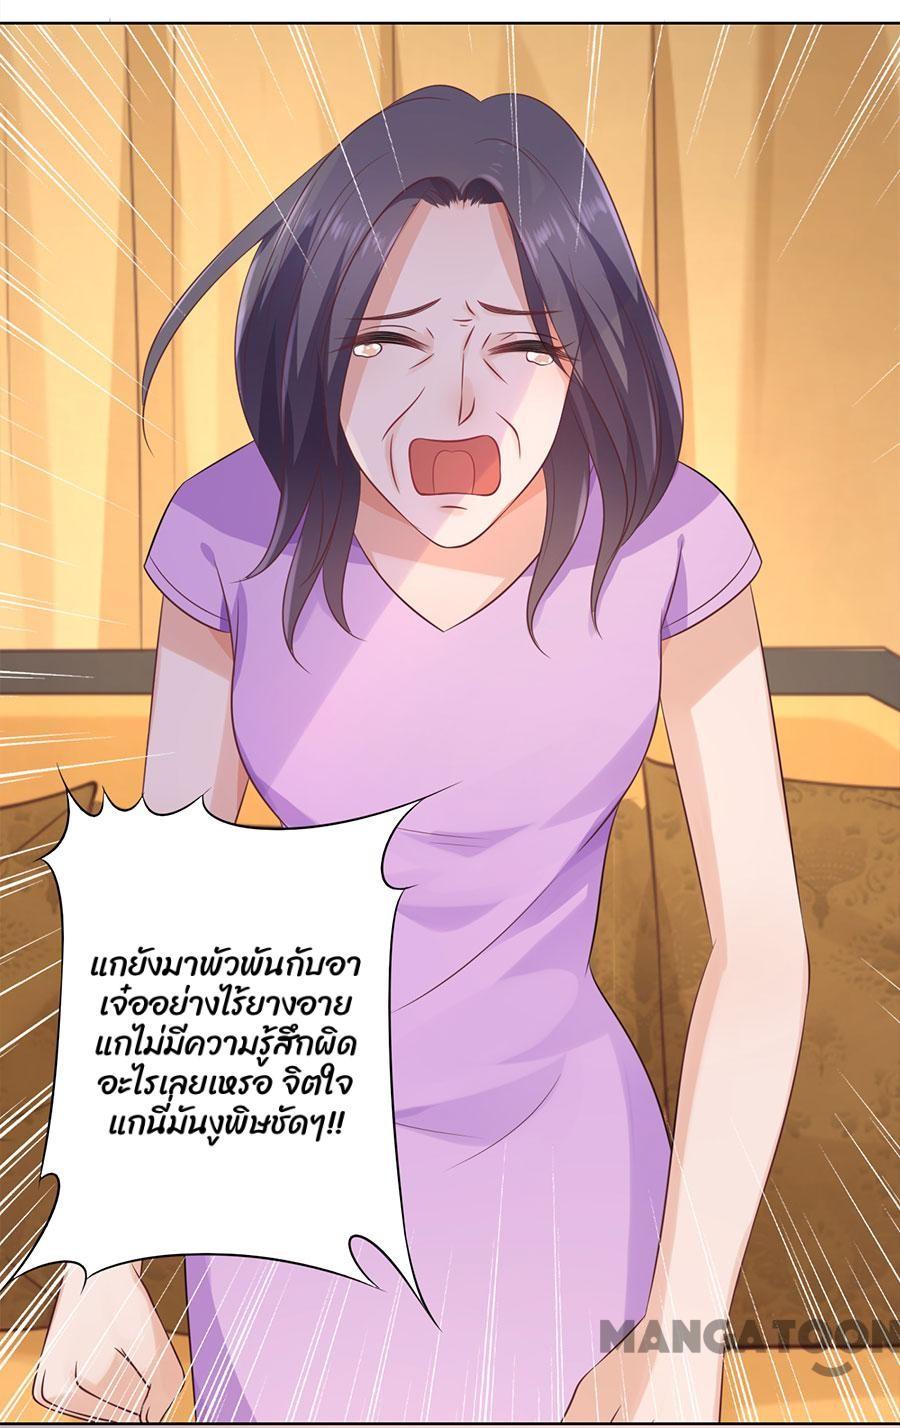 แกยังมาพัวพันกับอา
เจ๋ออย่างไร้ยางอาย
แกไม่มีความรู้สึกผิด
อะไรเลยเหรอ จิตใจ
แกนี่มันงูพิษชัดๆ!!
MANGATOON